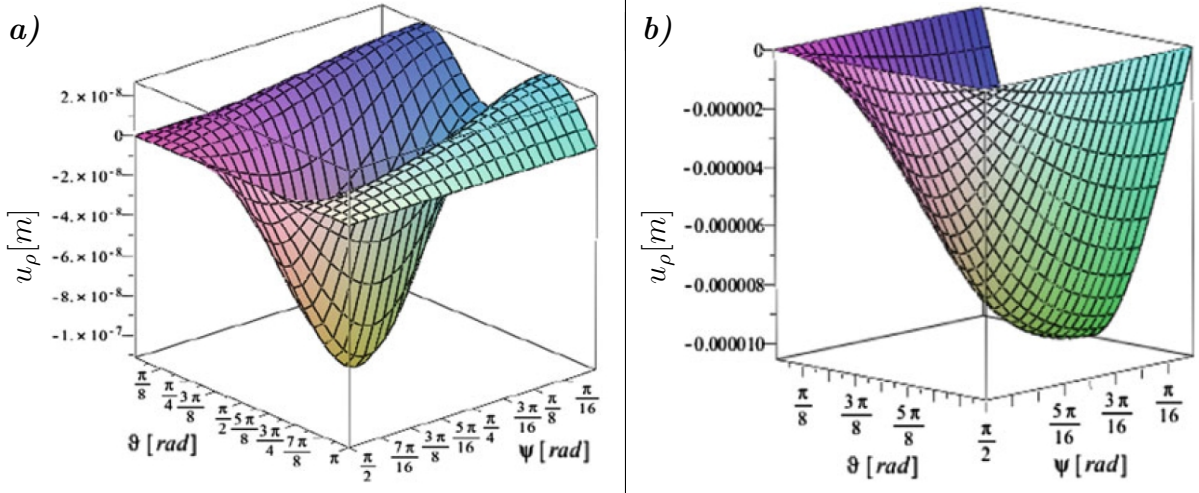 a)
2. × 10⁻⁸
0
-2. × 10⁻⁸
-4. × 10⁻⁸
-6. × 10⁻⁸
-8. × 10⁻⁸
-1. × 10⁻⁷
u_ρ[m]
π/8
π/4
3π/8
π/2
5π/8
3π/4
7π/8
π
ϑ [rad]
π/2
7π/16
3π/8
5π/16
π/4
3π/16
π/8
π/16
ψ [rad]
b)
0
-0.000002
-0.000004
-0.000006
-0.000008
-0.000010
u_ρ[m]
π/8
3π/8
5π/8
π/2
ϑ [rad]
5π/16
3π/16
π/16
ψ [rad]